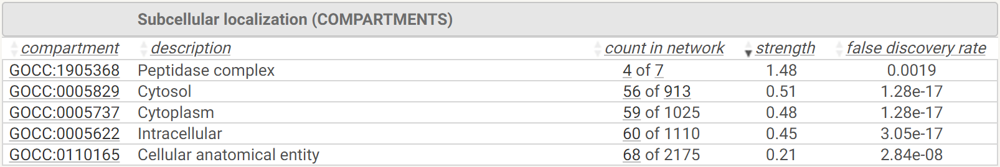 Subcellular localization (COMPARTMENTS)
compartment description count in network strength false discovery rate
GOCC:1905368 Peptidase complex 4 of 7 1.48 0.0019
GOCC:0005829 Cytosol 56 of 913 0.51 1.28e-17
GOCC:0005737 Cytoplasm 59 of 1025 0.48 1.28e-17
GOCC:0005622 Intracellular 60 of 1110 0.45 3.05e-17
GOCC:0110165 Cellular anatomical entity 68 of 2175 0.21 2.84e-08